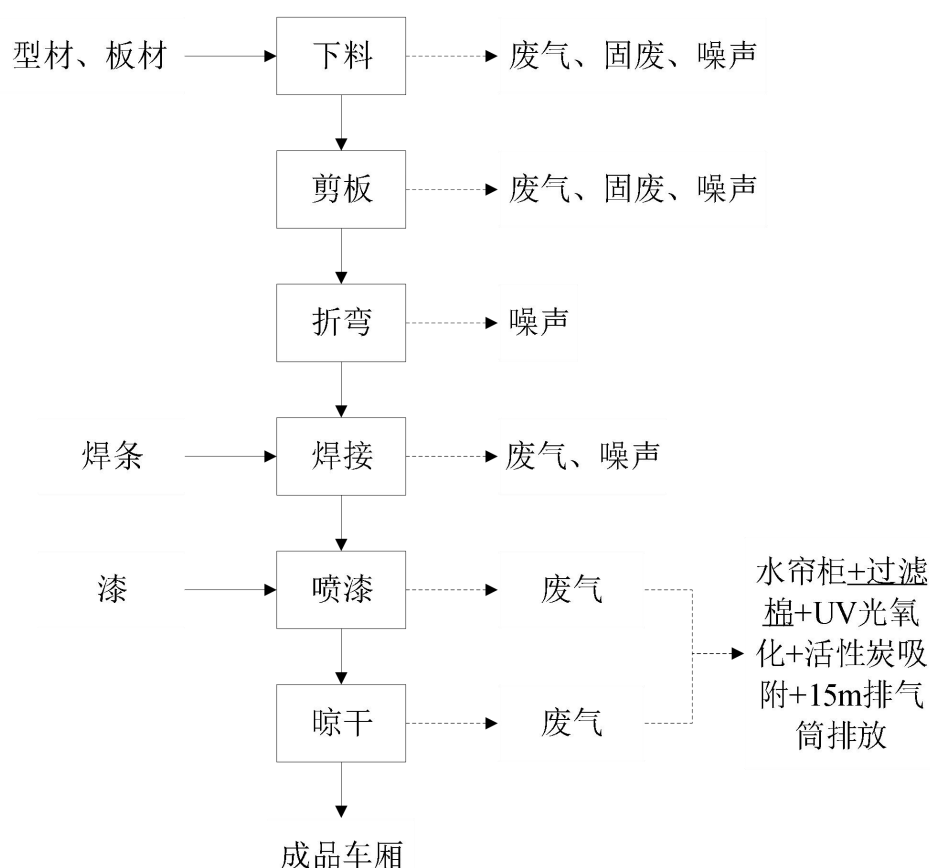 型材、板材
下料
废气、固废、噪声
剪板
废气、固废、噪声
折弯
噪声
焊条
焊接
废气、噪声
漆
喷漆
废气
水帘柜+过滤
棉+UV光氧
化+活性炭吸
附+15m排气
筒排放
晾干
废气
成品车厢